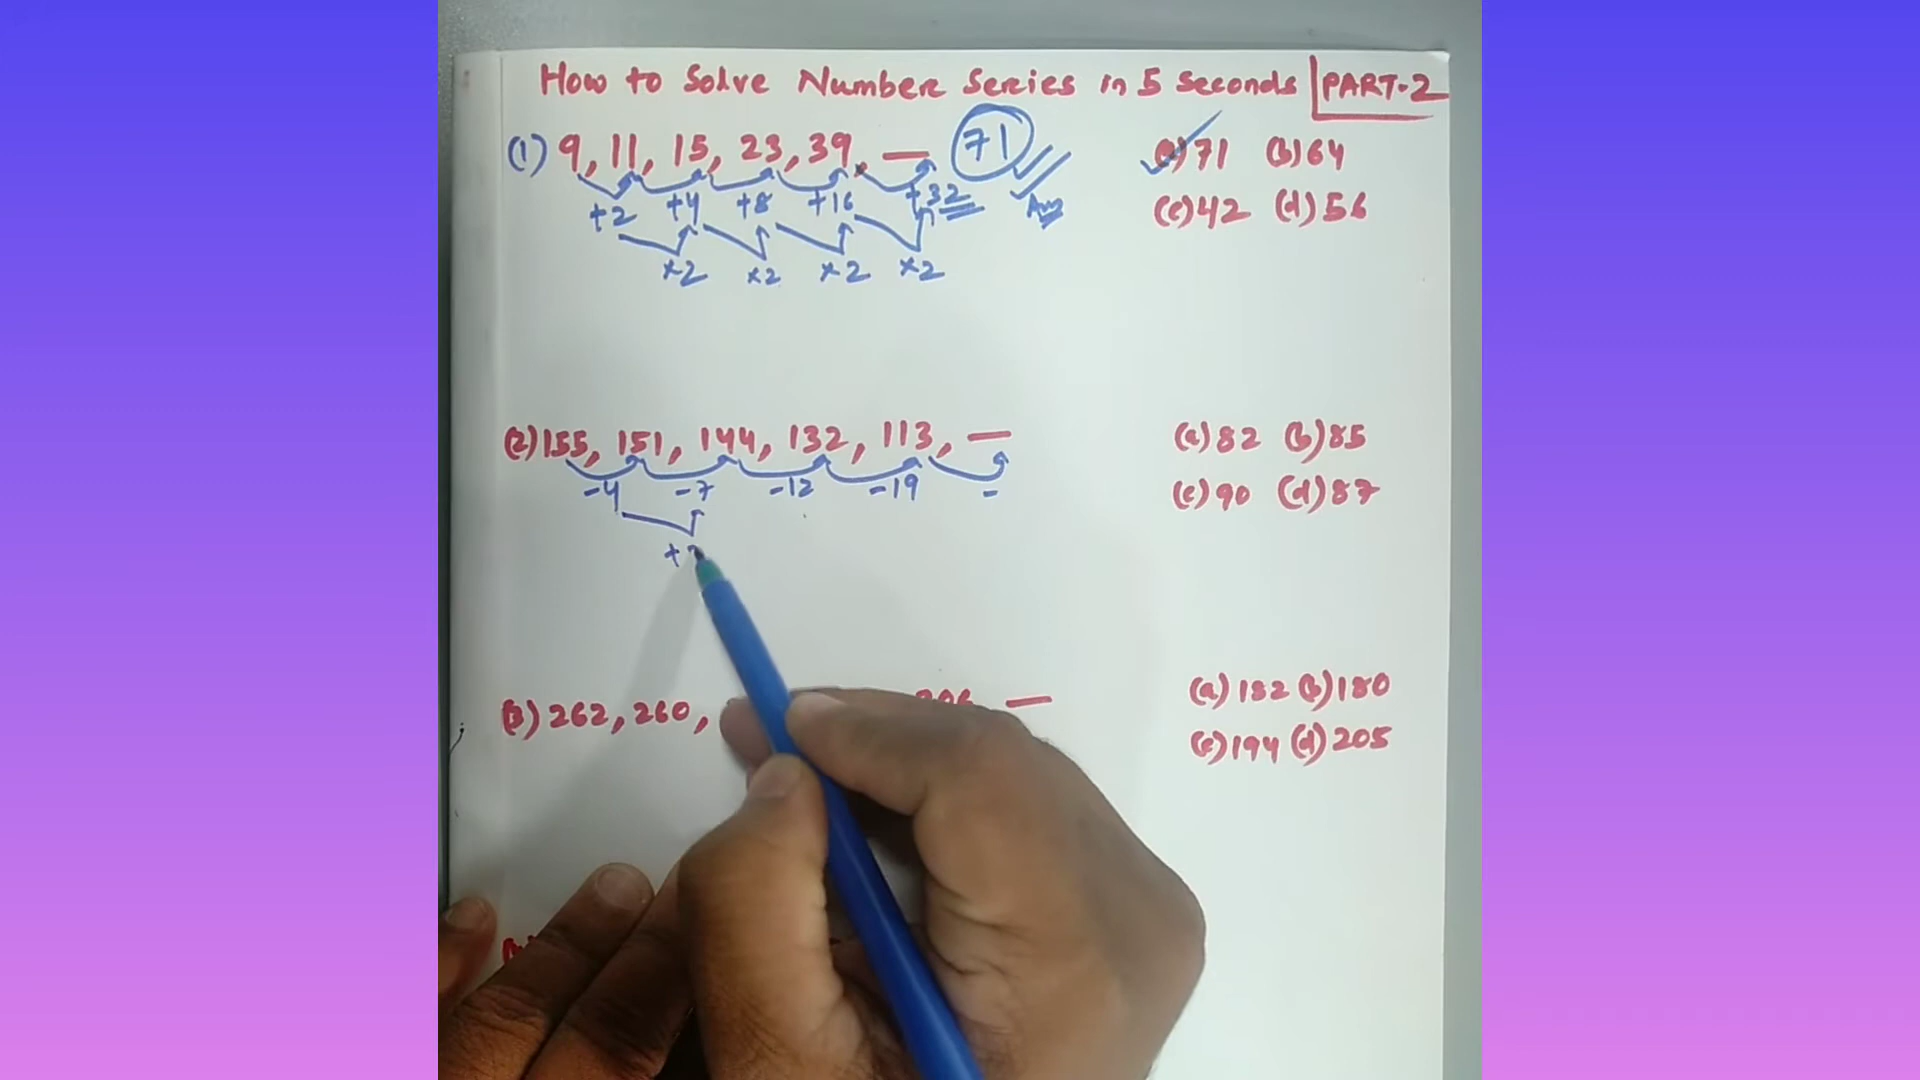 How to Solve Number Series in 5 Seconds PART-2
(1) 9, 11, 15, 23, 39, — 71 (a) 71 (b) 64
+2 +4 +8 +16 +32 Ans (c) 42 (d) 56
×2 ×2 ×2 ×2
(2) 155, 151, 144, 132, 113, — (a) 82 (b) 85
-4 -7 -12 -19 - (c) 90 (d) 87
+
(3) 262, 260, — (a) 182 (b) 180
(c) 194 (d) 205